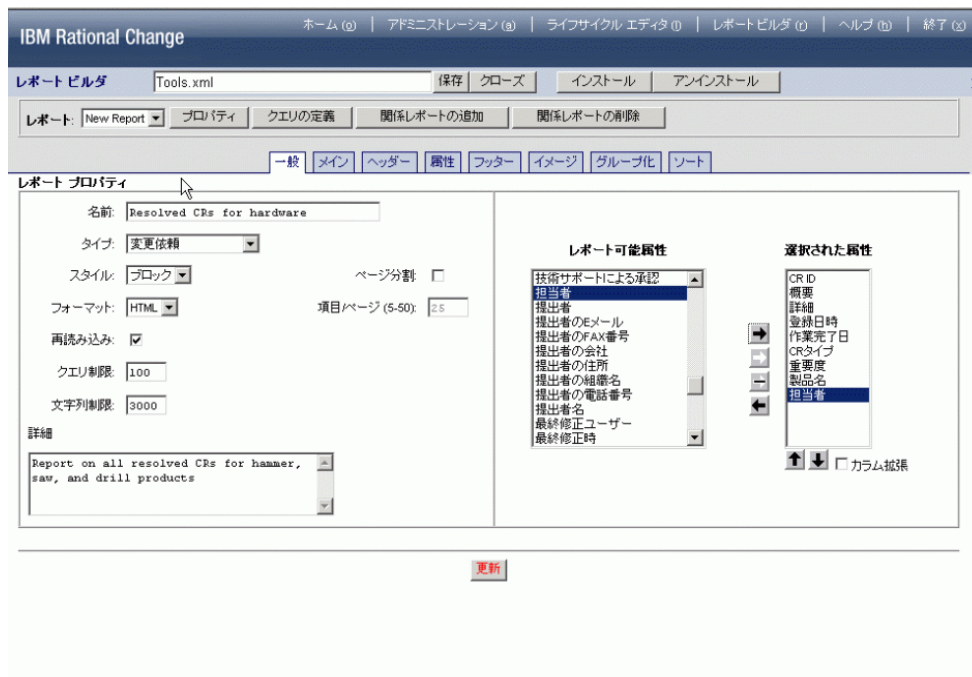 IBM Rational Change
ホーム (o) | アドミニストレーション (a) | ライフサイクル エディタ (l) | レポートビルダ (r) | ヘルプ (h) | 終了 (x)
レポート ビルダ Tools.xml 保存 クローズ インストール アンインストール
レポート: New Report プロパティ クエリの定義 関係レポートの追加 関係レポートの削除
一般 メイン ヘッダー 属性 フッター イメージ グループ化 ソート
レポート プロパティ
名前: Resolved CRs for hardware
タイプ: 変更依頼
スタイル: ブロック ページ分割:
フォーマット: HTML 項目/ページ (5-50): 25
再読み込み:
クエリ制限: 100
文字列制限: 3000
詳細
Report on all resolved CRs for hammer,
saw, and drill products
レポート可能属性
技術サポートによる承認
担当者
提出者
提出者のEメール
提出者のFAX番号
提出者の会社
提出者の住所
提出者の組織名
提出者の電話番号
提出者名
最終修正ユーザー
最終修正時
選択された属性
CR ID
概要
詳細
登録日時
作業完了日
CRタイプ
重要度
製品名
担当者
カラム拡張
更新